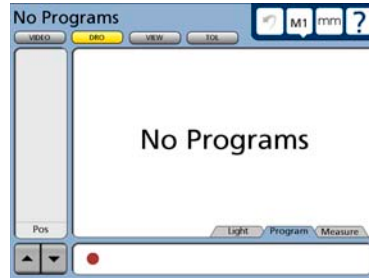 No Programs
M1 mm ?
VIDEO DRO VIEW TOL
No Programs
Pos
Light Program Measure